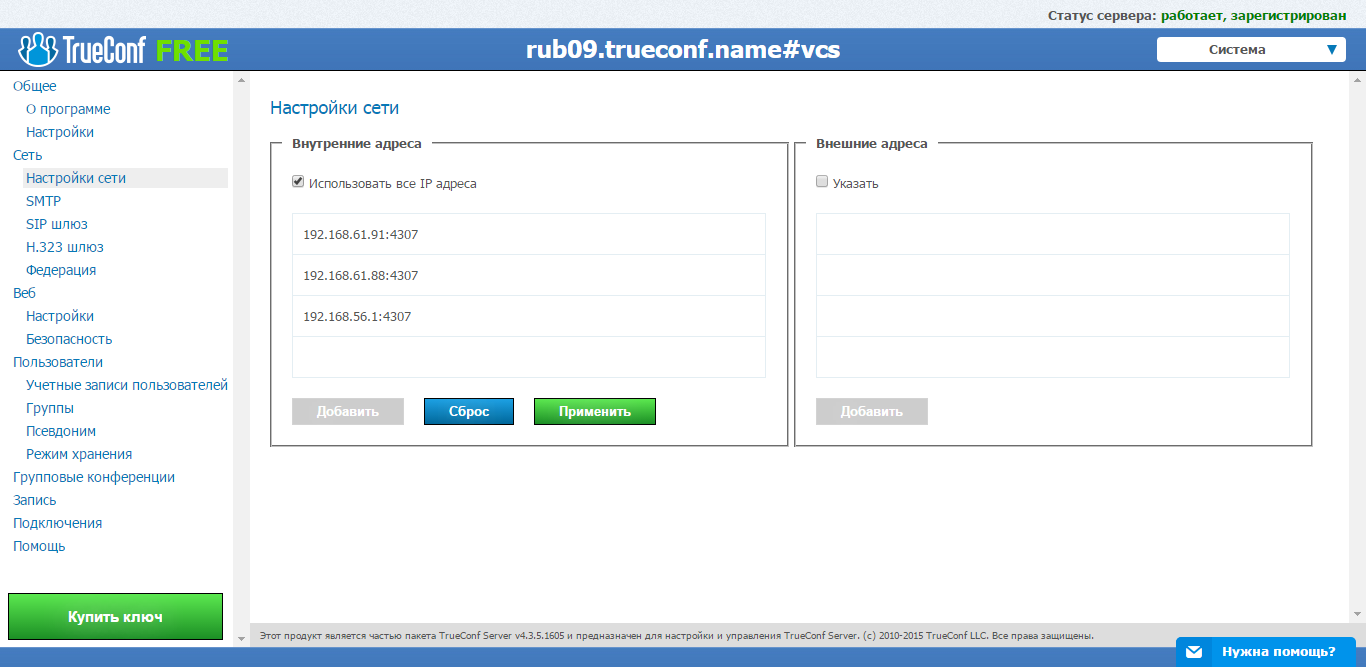 Статус сервера: работает, зарегистрирован
TrueConf FREE
rub09.trueconf.name#vcs
Система
Общее
О программе
Настройки
Сеть
Настройки сети
SMTP
SIP шлюз
H.323 шлюз
Федерация
Веб
Настройки
Безопасность
Пользователи
Учетные записи пользователей
Группы
Псевдоним
Режим хранения
Групповые конференции
Запись
Подключения
Помощь
Купить ключ
Настройки сети
Внутренние адреса
Использовать все IP адреса
192.168.61.91:4307
192.168.61.88:4307
192.168.56.1:4307
Добавить
Сброс
Применить
Внешние адреса
Указать
Добавить
Этот продукт является частью пакета TrueConf Server v4.3.5.1605 и предназначен для настройки и управления TrueConf Server. (c) 2010-2015 TrueConf LLC. Все права защищены.
Нужна помощь?